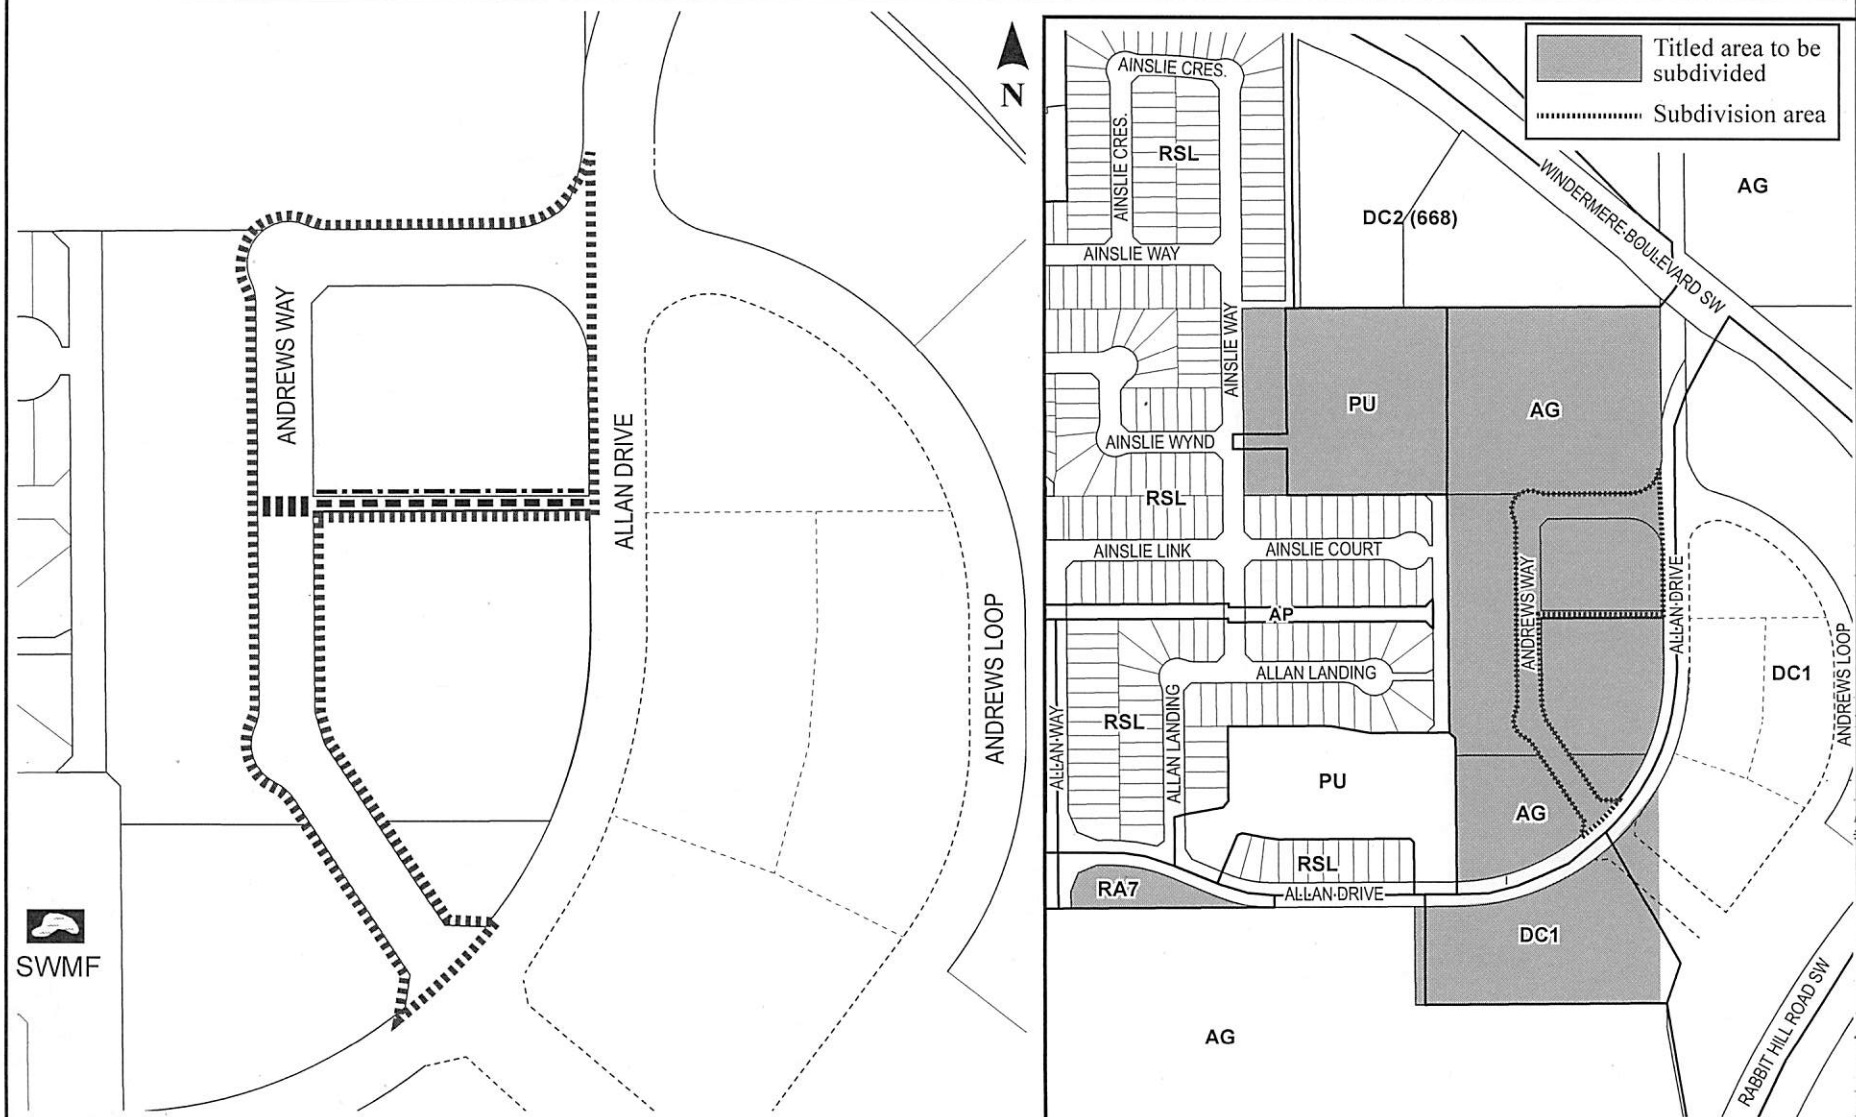 ANDREWS WAY
ALLAN DRIVE
ANDREWS LOOP
SWMF
N
Titled area to be
subdivided
Subdivision area
AINSLIE CRES.
AINSLIE CRES.
RSL
DC2 (668)
AG
WINDERMERE BOULEVARD SW
AINSLIE WAY
AINSLIE WAY
PU
AG
AINSLIE WYND
RSL
AINSLIE LINK
AINSLIE COURT
AP
ANDREWS WAY
ALLAN DRIVE
ANDREWS LOOP
DC1
ALLAN LANDING
ALLAN LANDING
ALLAN WAY
RSL
PU
AG
RSL
RA7
ALLAN DRIVE
DC1
AG
RABBIT HILL ROAD SW